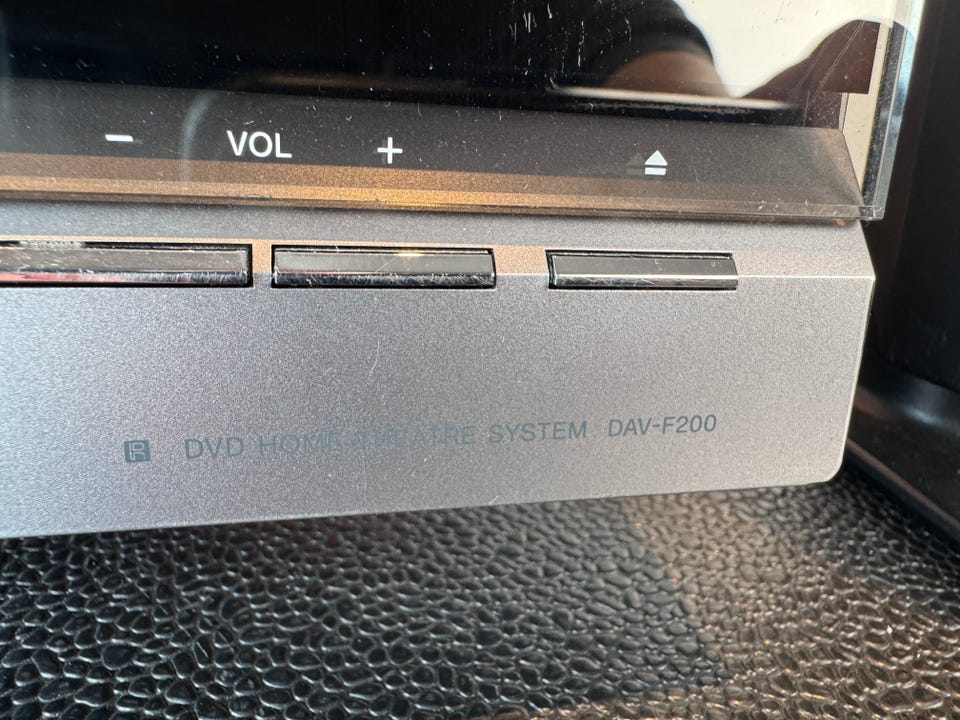 − VOL +
R DVD HOME THEATRE SYSTEM DAV-F200